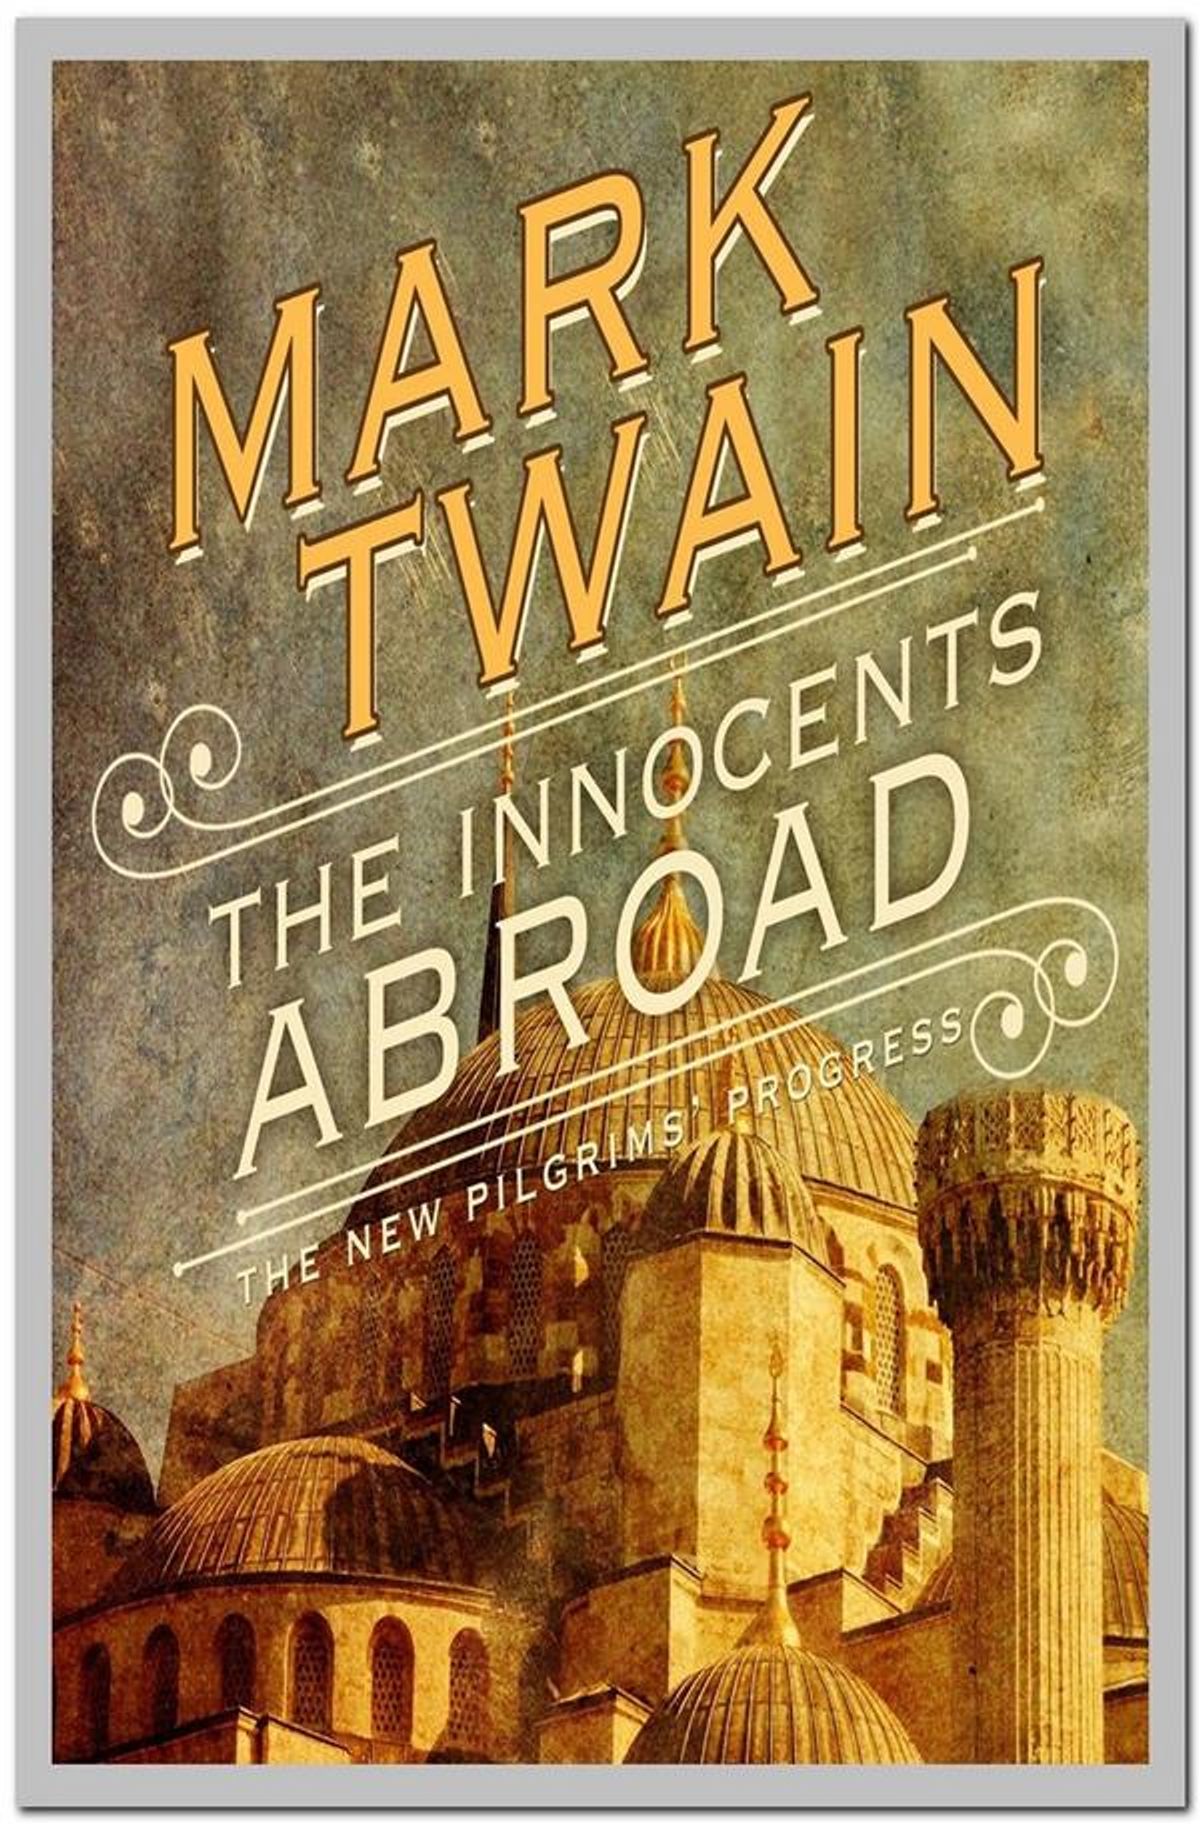 MARK
TWAIN
THE INNOCENTS
ABROAD
THE NEW PILGRIMS' PROGRESS